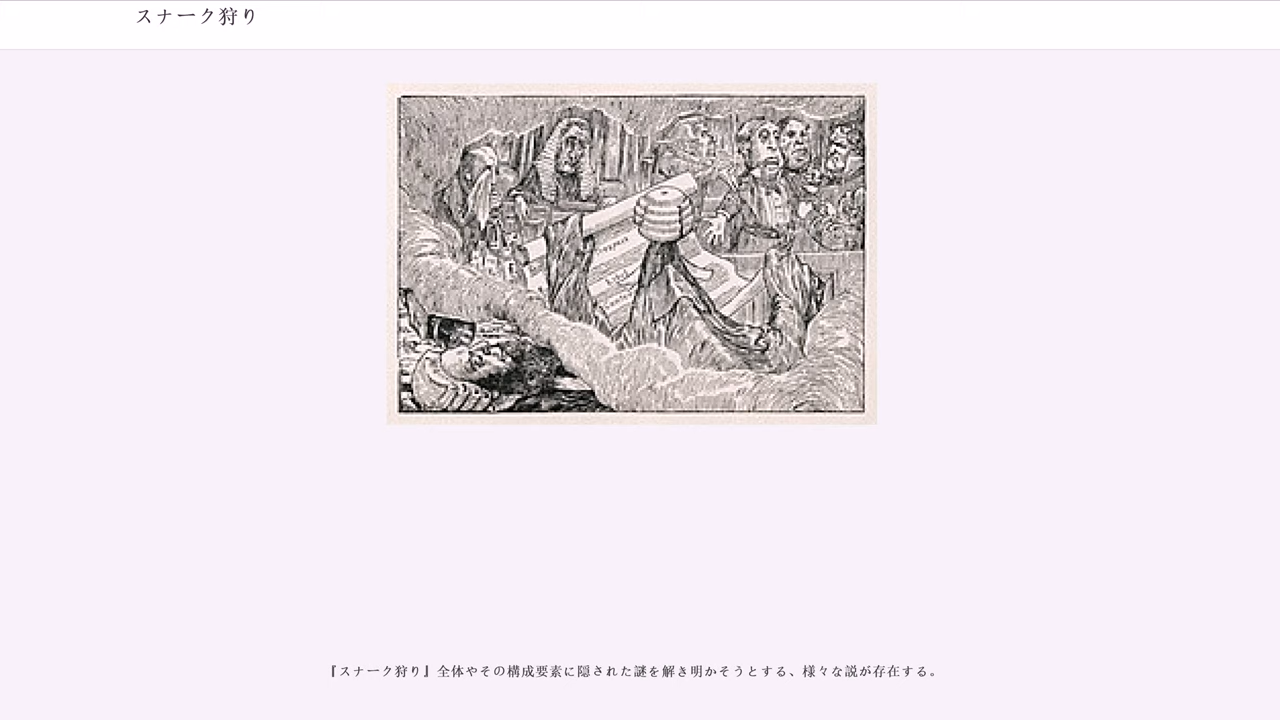 スナーク狩り
『スナーク狩り』全体やその構成要素に隠された謎を解き明かそうとする、様々な説が存在する。